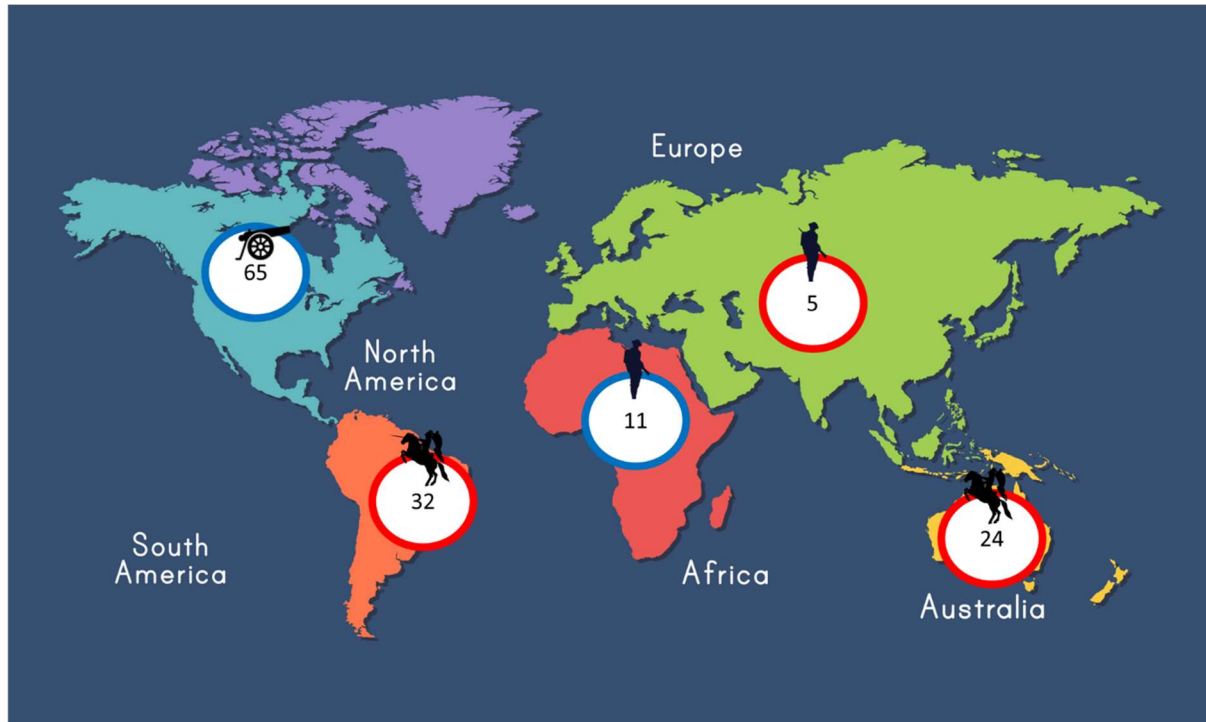 Europe
65
5
North
America
11
32
South
America
Africa
24
Australia